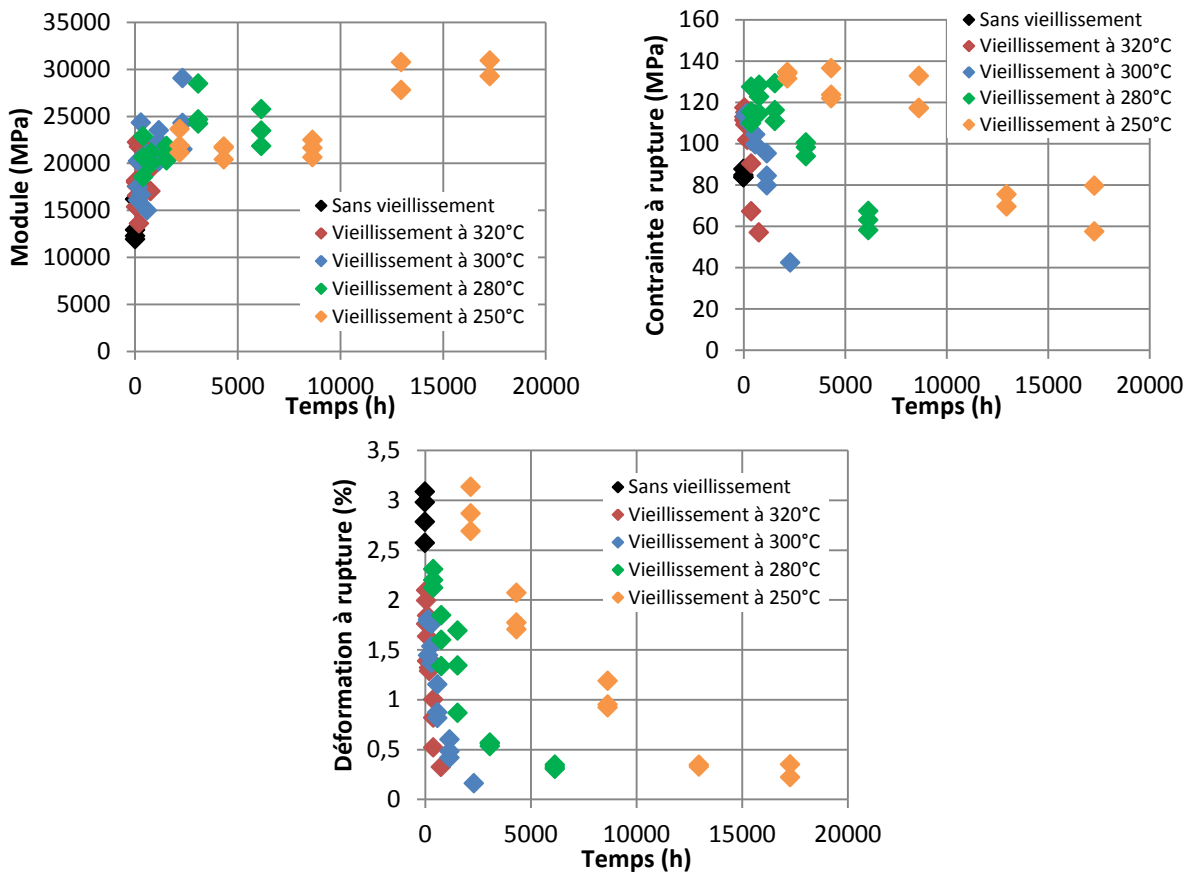 Module (MPa)
35000
30000
25000
20000
15000
10000
5000
0
0
5000
10000
15000
20000
Temps (h)
Sans vieillissement
Vieillissement à 320°C
Vieillissement à 300°C
Vieillissement à 280°C
Vieillissement à 250°C
Contrainte à rupture (MPa)
160
140
120
100
80
60
40
20
0
0
5000
10000
15000
20000
Temps (h)
Sans vieillissement
Vieillissement à 320°C
Vieillissement à 300°C
Vieillissement à 280°C
Vieillissement à 250°C
Déformation à rupture (%)
3,5
3
2,5
2
1,5
1
0,5
0
0
5000
10000
15000
20000
Temps (h)
Sans vieillissement
Vieillissement à 320°C
Vieillissement à 300°C
Vieillissement à 280°C
Vieillissement à 250°C